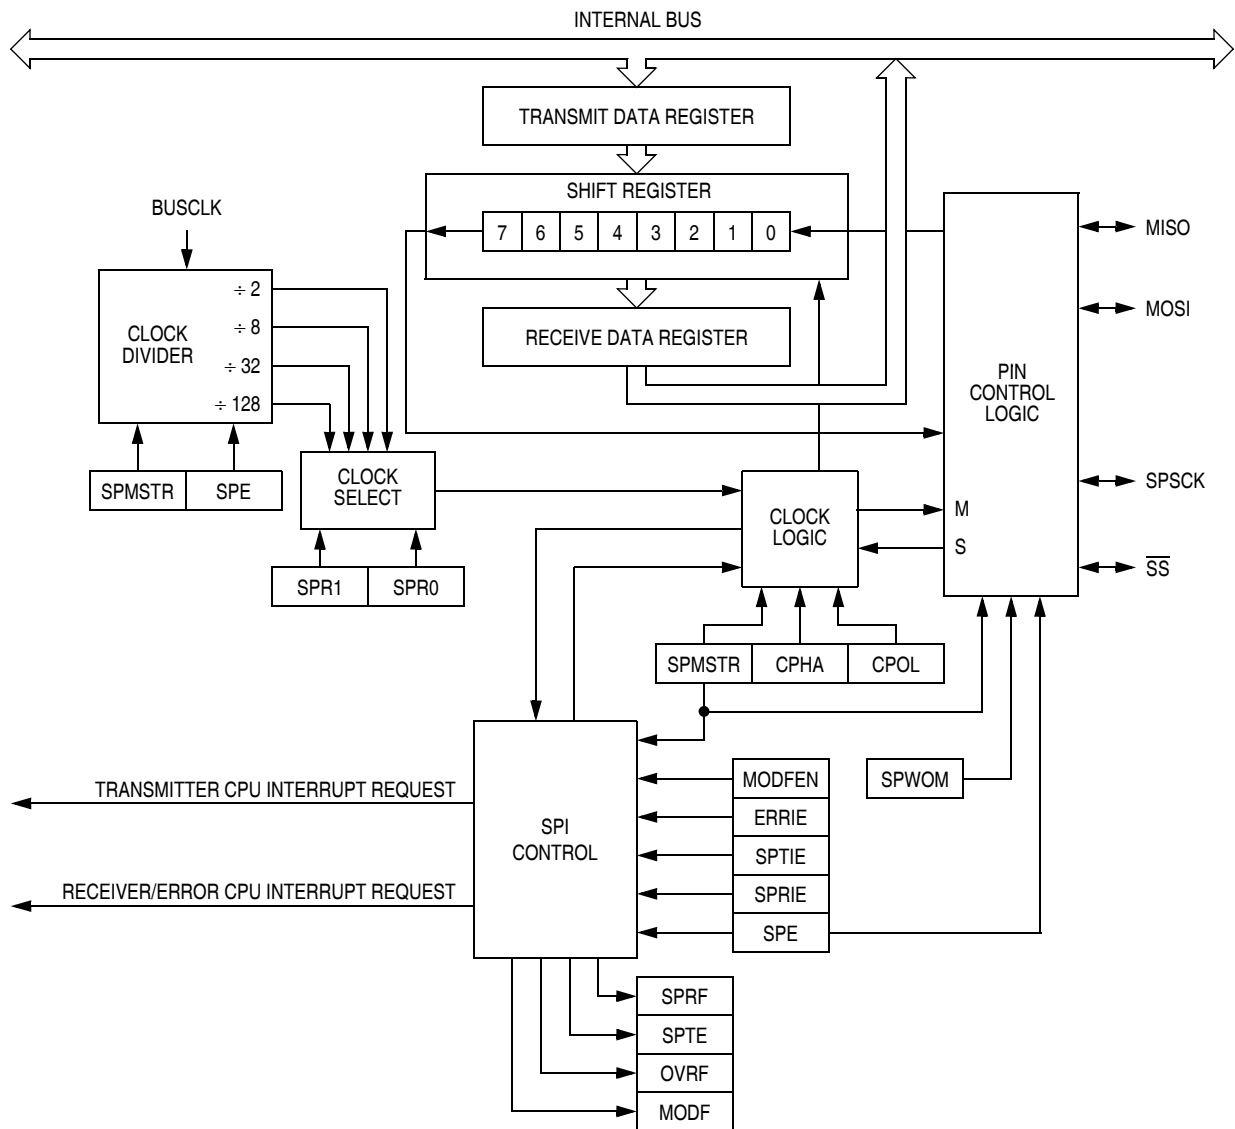 INTERNAL BUS
TRANSMIT DATA REGISTER
SHIFT REGISTER
7 6 5 4 3 2 1 0
RECEIVE DATA REGISTER
BUSCLK
CLOCK
DIVIDER
÷ 2
÷ 8
÷ 32
÷ 128
SPMSTR SPE
CLOCK
SELECT
SPR1 SPR0
CLOCK
LOGIC
PIN
CONTROL
LOGIC
M
S
MISO
MOSI
SPSCK
S̅S̅
SPMSTR CPHA CPOL
SPWOM
MODFEN
ERRIE
SPTIE
SPRIE
SPE
SPI
CONTROL
TRANSMITTER CPU INTERRUPT REQUEST
RECEIVER/ERROR CPU INTERRUPT REQUEST
SPRF
SPTE
OVRF
MODF